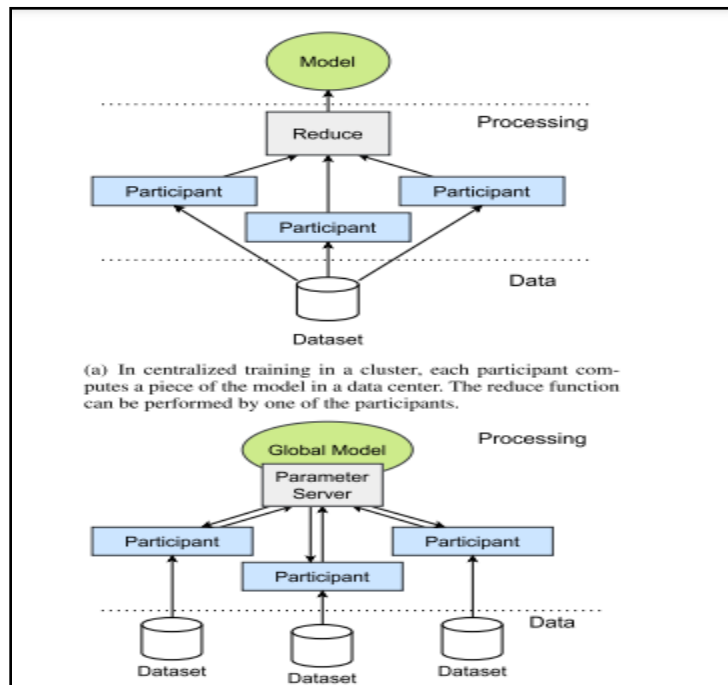 Model
Processing
Reduce
Participant
Participant
Participant
Data
Dataset
(a) In centralized training in a cluster, each participant com-
putes a piece of the model in a data center. The reduce function
can be performed by one of the participants.
Processing
Global Model
Parameter
Server
Participant
Participant
Participant
Data
Dataset
Dataset
Dataset